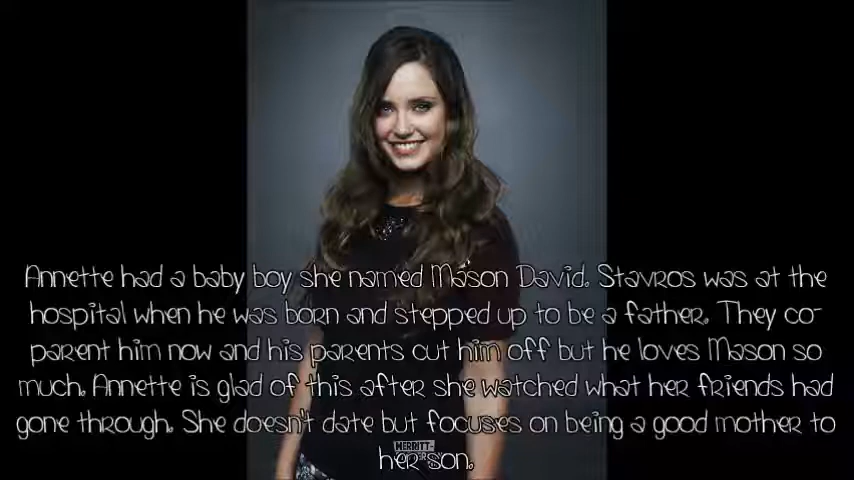 Annette had a baby boy she named Mason David. Stavros was at the
hospital when he was born and stepped up to be a father. They co-
parent him now and his parents cut him off but he loves Mason so
much. Annette is glad of this after she watched what her friends had
gone through. She doesn't date but focuses on being a good mother to
her son.
MERRITT-